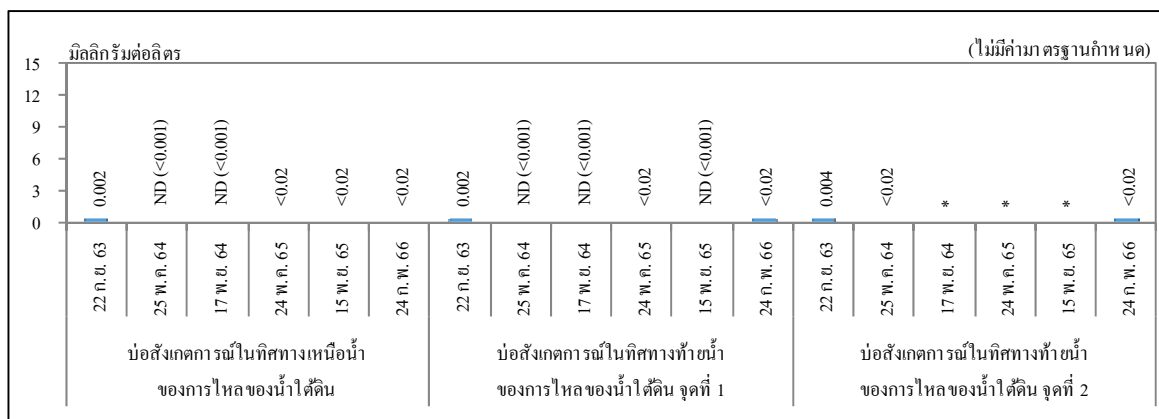 มิลลิกรัมต่อลิตร (ไม่มีค่ามาตรฐานกำหนด)
15
12
9
6
3
0
0.002 ND (<0.001) ND (<0.001) <0.02 <0.02 <0.02 0.002 ND (<0.001) ND (<0.001) <0.02 ND (<0.001) <0.02 0.004 <0.02 * * * <0.02
22 ก.ย. 63 25 พ.ค. 64 17 พ.ย. 64 24 พ.ค. 65 15 พ.ย. 65 24 ก.พ. 66 22 ก.ย. 63 25 พ.ค. 64 17 พ.ย. 64 24 พ.ค. 65 15 พ.ย. 65 24 ก.พ. 66 22 ก.ย. 63 25 พ.ค. 64 17 พ.ย. 64 24 พ.ค. 65 15 พ.ย. 65 24 ก.พ. 66
บ่อสังเกตการณ์ในทิศทางเหนือน้ำ
ของการไหลของน้ำใต้ดิน
บ่อสังเกตการณ์ในทิศทางท้ายน้ำ
ของการไหลของน้ำใต้ดิน จุดที่ 1
บ่อสังเกตการณ์ในทิศทางท้ายน้ำ
ของการไหลของน้ำใต้ดิน จุดที่ 2